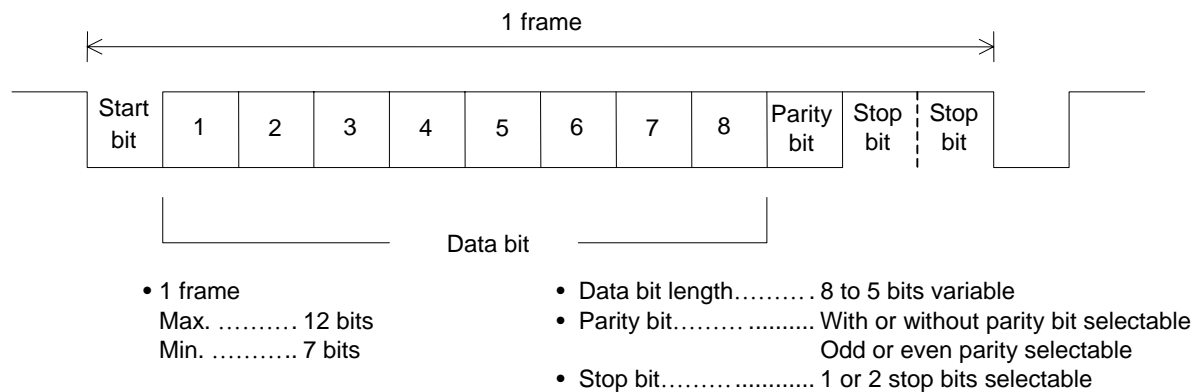 1 frame
Start bit 1 2 3 4 5 6 7 8 Parity bit Stop bit Stop bit
Data bit
• 1 frame
Max. ………. 12 bits
Min. ……….. 7 bits
• Data bit length……… . 8 to 5 bits variable
• Parity bit……… .......... With or without parity bit selectable
Odd or even parity selectable
• Stop bit……… ............ 1 or 2 stop bits selectable